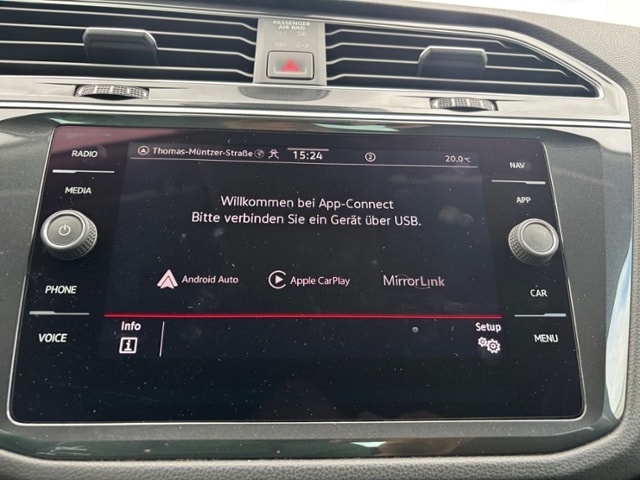 PASSENGER
AIR BAG
RADIO
MEDIA
PHONE
VOICE
Thomas-Müntzer-Straße 15:24 2 20.0°C
Willkommen bei App-Connect
Bitte verbinden Sie ein Gerät über USB.
Android Auto Apple CarPlay MirrorLink
Info Setup
NAV
APP
CAR
MENU